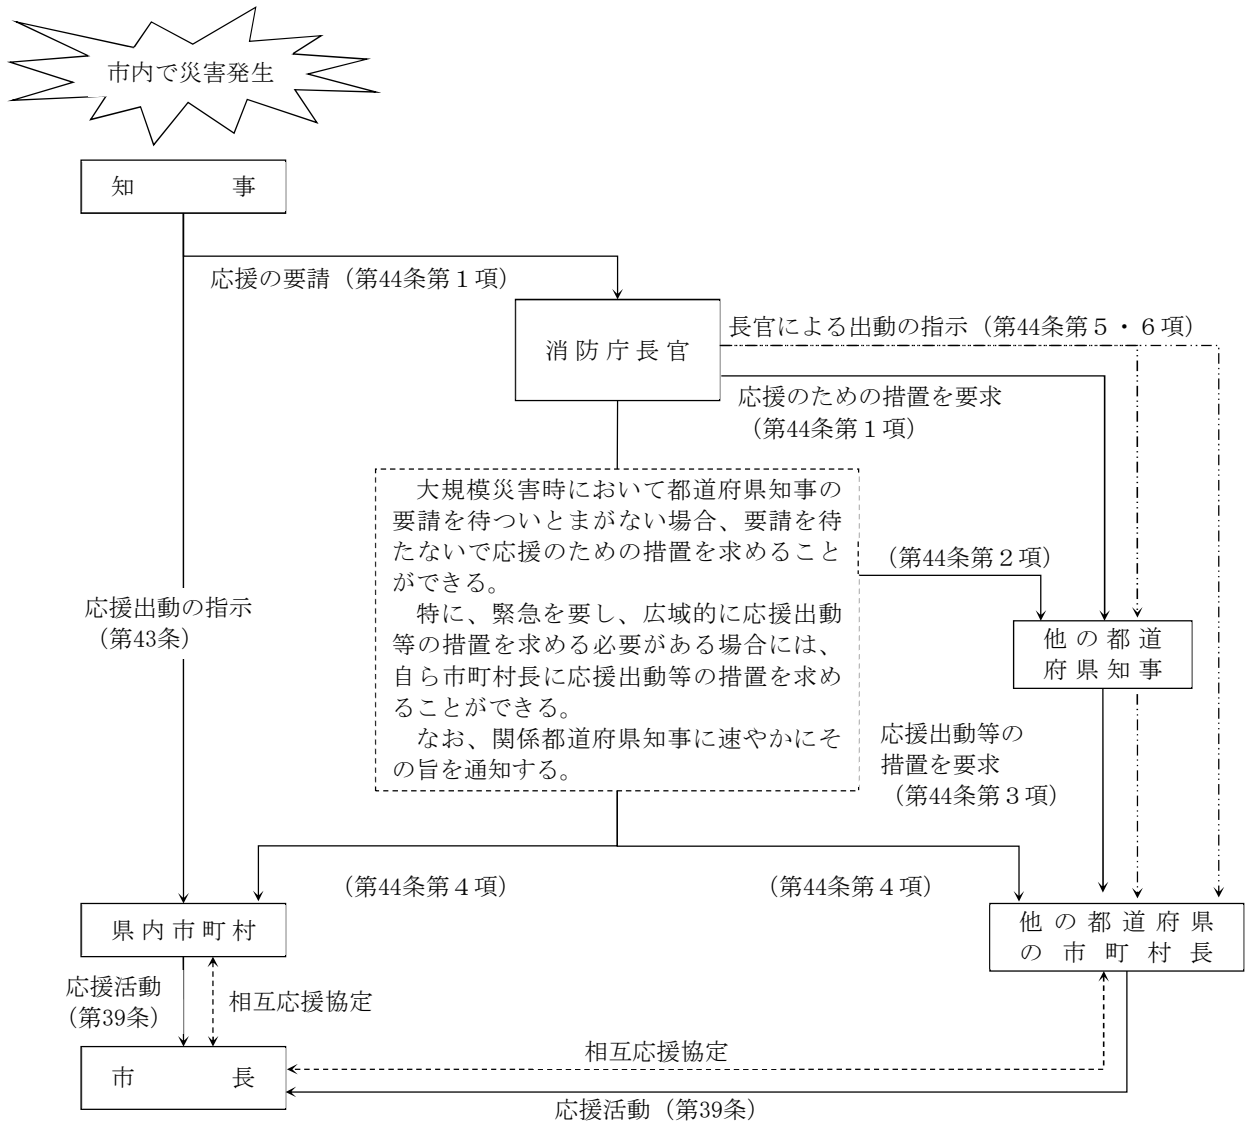 市内で災害発生
知事
応援の要請（第44条第１項）
消防庁長官
長官による出動の指示（第44条第５・６項）
応援のための措置を要求
（第44条第１項）
大規模災害時において都道府県知事の
要請を待ついとまがない場合、要請を待
たないで応援のための措置を求めること
ができる。
特に、緊急を要し、広域的に応援出動
等の措置を求める必要がある場合には、
自ら市町村長に応援出動等の措置を求め
ることができる。
なお、関係都道府県知事に速やかにそ
の旨を通知する。
（第44条第２項）
応援出動の指示
（第43条）
他の都道
府県知事
応援出動等の
措置を要求
（第44条第３項）
（第44条第４項）
（第44条第４項）
県内市町村
他の都道府県
の市町村長
応援活動
（第39条）
相互応援協定
相互応援協定
市長
応援活動（第39条）